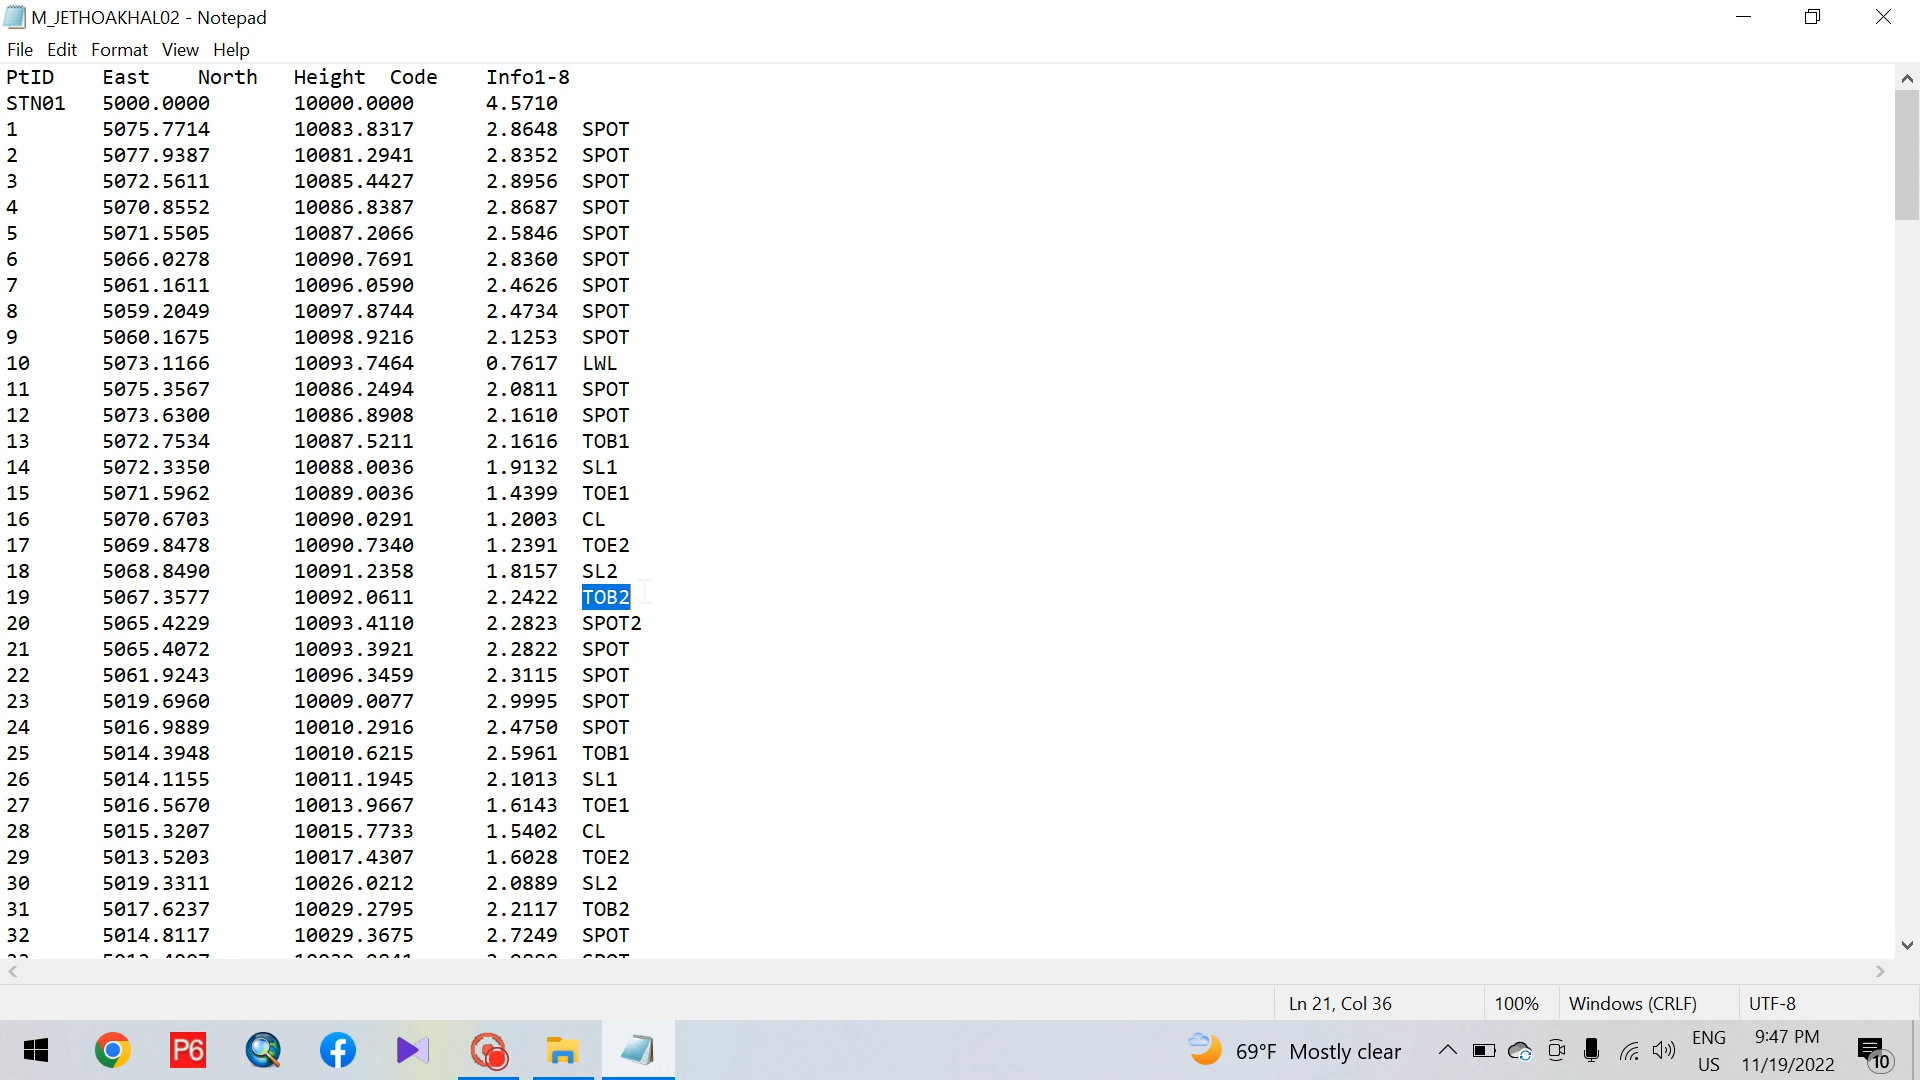 M_JETHOAKHAL02 - Notepad
File Edit Format View Help
PtID East North Height Code Info1-8
STN01 5000.0000 10000.0000 4.5710
1 5075.7714 10083.8317 2.8648 SPOT
2 5077.9387 10081.2941 2.8352 SPOT
3 5072.5611 10085.4427 2.8956 SPOT
4 5070.8552 10086.8387 2.8687 SPOT
5 5071.5505 10087.2066 2.5846 SPOT
6 5066.0278 10090.7691 2.8360 SPOT
7 5061.1611 10096.0590 2.4626 SPOT
8 5059.2049 10097.8744 2.4734 SPOT
9 5060.1675 10098.9216 2.1253 SPOT
10 5073.1166 10093.7464 0.7617 LWL
11 5075.3567 10086.2494 2.0811 SPOT
12 5073.6300 10086.8908 2.1610 SPOT
13 5072.7534 10087.5211 2.1616 TOB1
14 5072.3350 10088.0036 1.9132 SL1
15 5071.5962 10089.0036 1.4399 TOE1
16 5070.6703 10090.0291 1.2003 CL
17 5069.8478 10090.7340 1.2391 TOE2
18 5068.8490 10091.2358 1.8157 SL2
19 5067.3577 10092.0611 2.2422 TOB2
20 5065.4229 10093.4110 2.2823 SPOT2
21 5065.4072 10093.3921 2.2822 SPOT
22 5061.9243 10096.3459 2.3115 SPOT
23 5019.6960 10009.0077 2.9995 SPOT
24 5016.9889 10010.2916 2.4750 SPOT
25 5014.3948 10010.6215 2.5961 TOB1
26 5014.1155 10011.1945 2.1013 SL1
27 5016.5670 10013.9667 1.6143 TOE1
28 5015.3207 10015.7733 1.5402 CL
29 5013.5203 10017.4307 1.6028 TOE2
30 5019.3311 10026.0212 2.0889 SL2
31 5017.6237 10029.2795 2.2117 TOB2
32 5014.8117 10029.3675 2.7249 SPOT
Ln 21, Col 36 100% Windows (CRLF) UTF-8
P6 69°F Mostly clear ENG 9:47 PM
US 11/19/2022 10